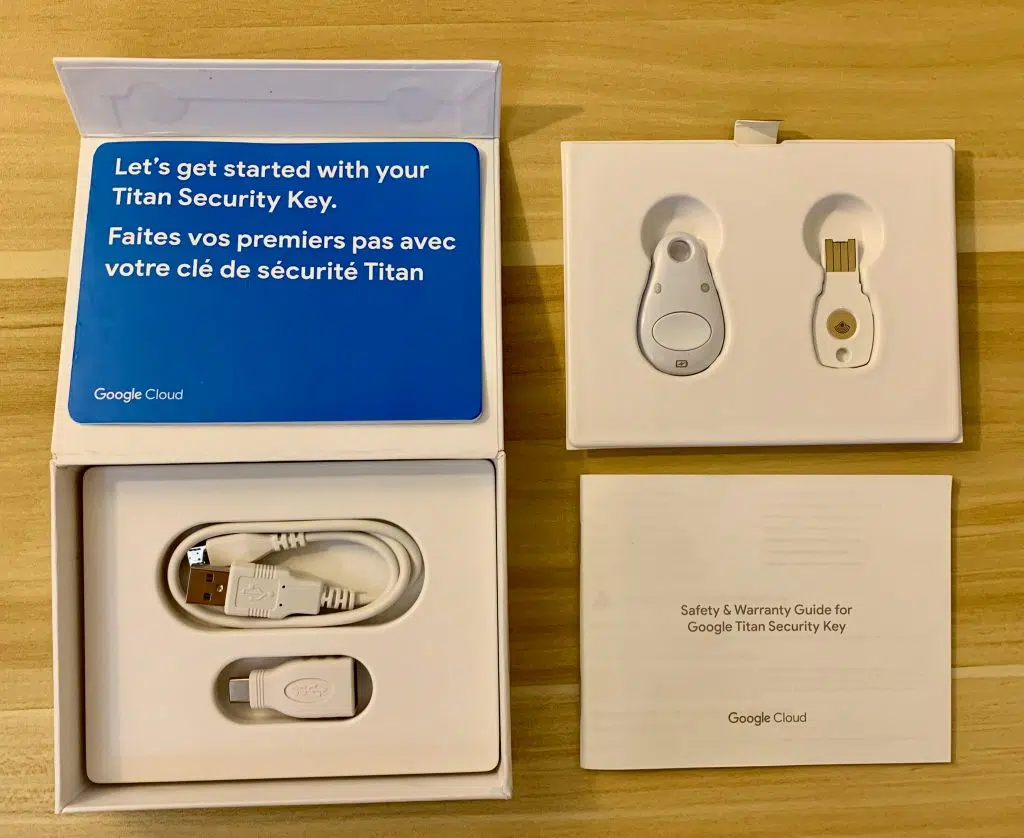 Let's get started with your
Titan Security Key.
Faites vos premiers pas avec
votre clé de sécurité Titan
Google Cloud
Safety & Warranty Guide for
Google Titan Security Key
Google Cloud